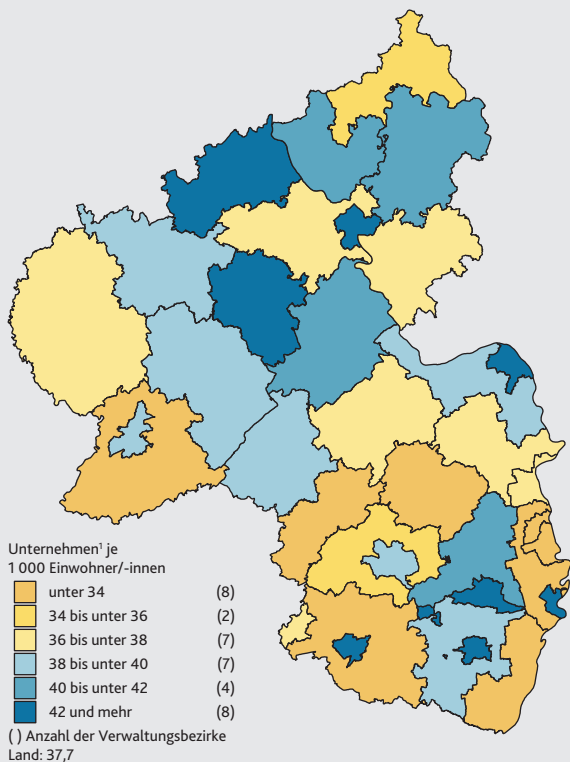 Unternehmen¹ je
1 000 Einwohner/-innen
unter 34 (8)
34 bis unter 36 (2)
36 bis unter 38 (7)
38 bis unter 40 (7)
40 bis unter 42 (4)
42 und mehr (8)
( ) Anzahl der Verwaltungsbezirke
Land: 37,7